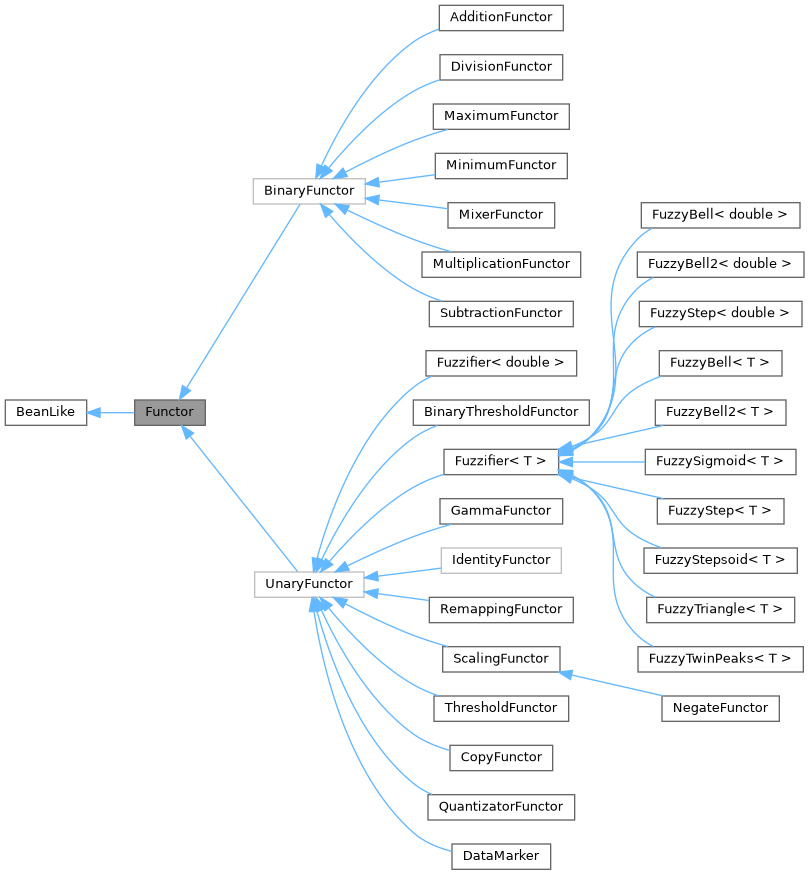 AdditionFunctor
DivisionFunctor
MaximumFunctor
MinimumFunctor
BinaryFunctor
MixerFunctor
FuzzyBell< double >
MultiplicationFunctor
FuzzyBell2< double >
SubtractionFunctor
FuzzyStep< double >
Fuzzifier< double >
FuzzyBell< T >
BeanLike
Functor
BinaryThresholdFunctor
FuzzyBell2< T >
Fuzzifier< T >
FuzzySigmoid< T >
GammaFunctor
FuzzyStep< T >
IdentityFunctor
FuzzyStepsoid< T >
UnaryFunctor
RemappingFunctor
FuzzyTriangle< T >
ScalingFunctor
FuzzyTwinPeaks< T >
ThresholdFunctor
NegateFunctor
CopyFunctor
QuantizatorFunctor
DataMarker